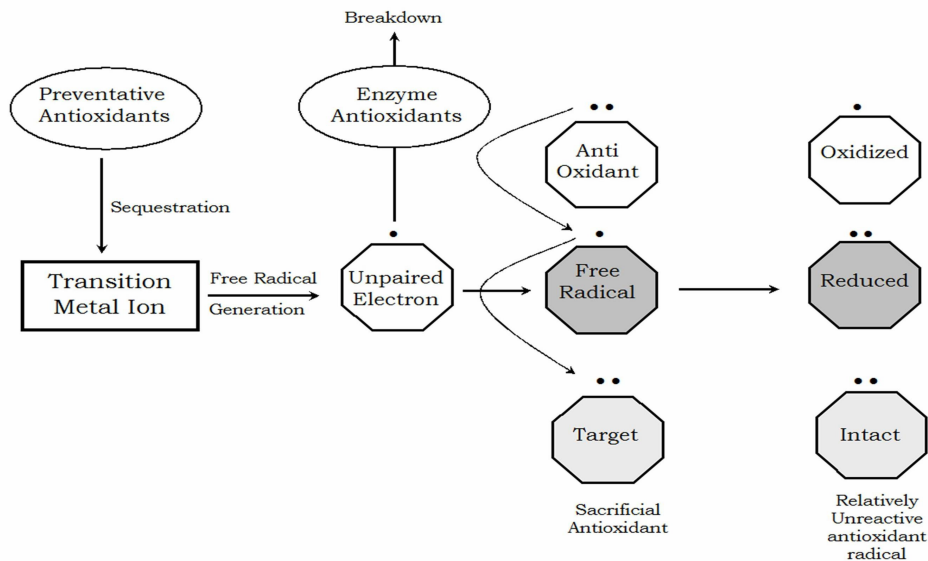 Breakdown
Preventative
Antioxidants
Enzyme
Antioxidants
Anti
Oxidant
Oxidized
Sequestration
Transition
Metal Ion
Free Radical
Generation
Unpaired
Electron
Free
Radical
Reduced
Target
Intact
Sacrificial
Antioxidant
Relatively
Unreactive
antioxidant
radical